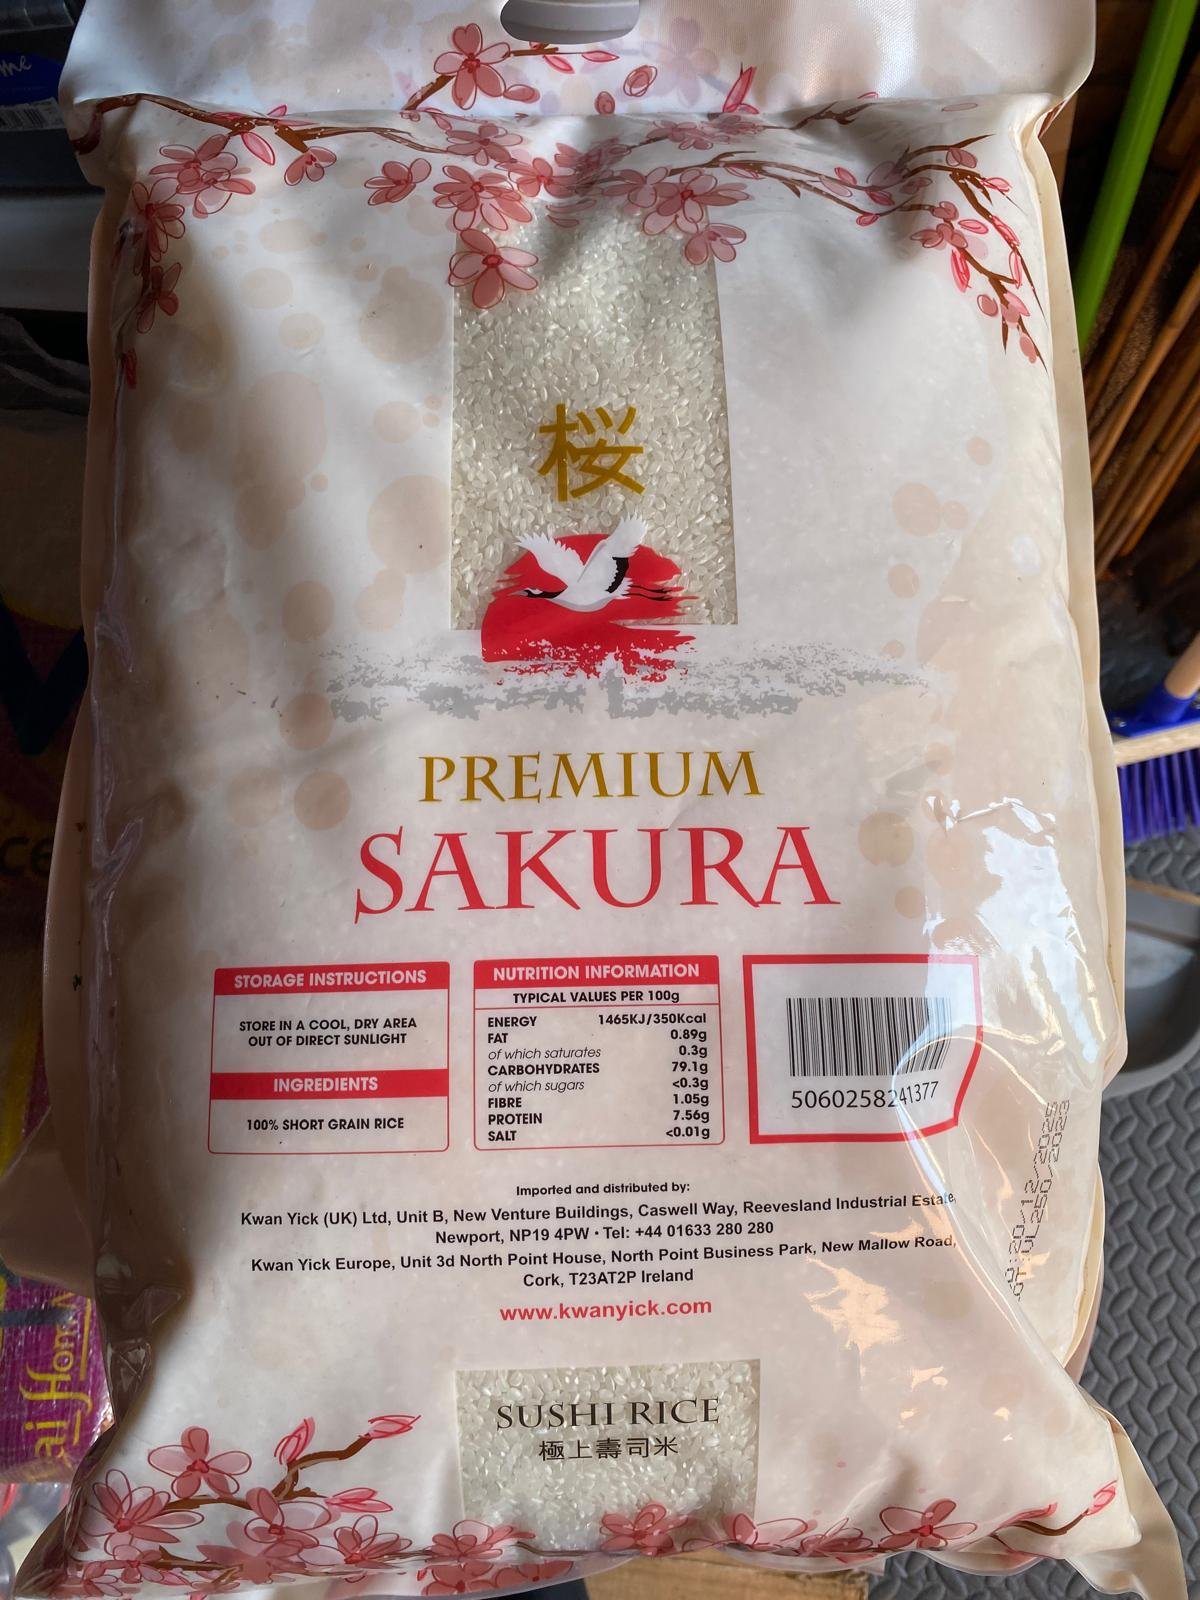 桜
PREMIUM
SAKURA
STORAGE INSTRUCTIONS
STORE IN A COOL, DRY AREA
OUT OF DIRECT SUNLIGHT
INGREDIENTS
100% SHORT GRAIN RICE
NUTRITION INFORMATION
TYPICAL VALUES PER 100g
ENERGY 1465KJ/350Kcal
FAT 0.89g
of which saturates 0.3g
CARBOHYDRATES 79.1g
of which sugars <0.3g
FIBRE 1.05g
PROTEIN 7.56g
SALT <0.01g
5060258241377
Imported and distributed by:
Kwan Yick (UK) Ltd, Unit B, New Venture Buildings, Caswell Way, Reevesland Industrial Estate,
Newport, NP19 4PW · Tel: +44 01633 280 280
Kwan Yick Europe, Unit 3d North Point House, North Point Business Park, New Mallow Road,
Cork, T23AT2P Ireland
www.kwanyick.com
SUSHI RICE
極上壽司米